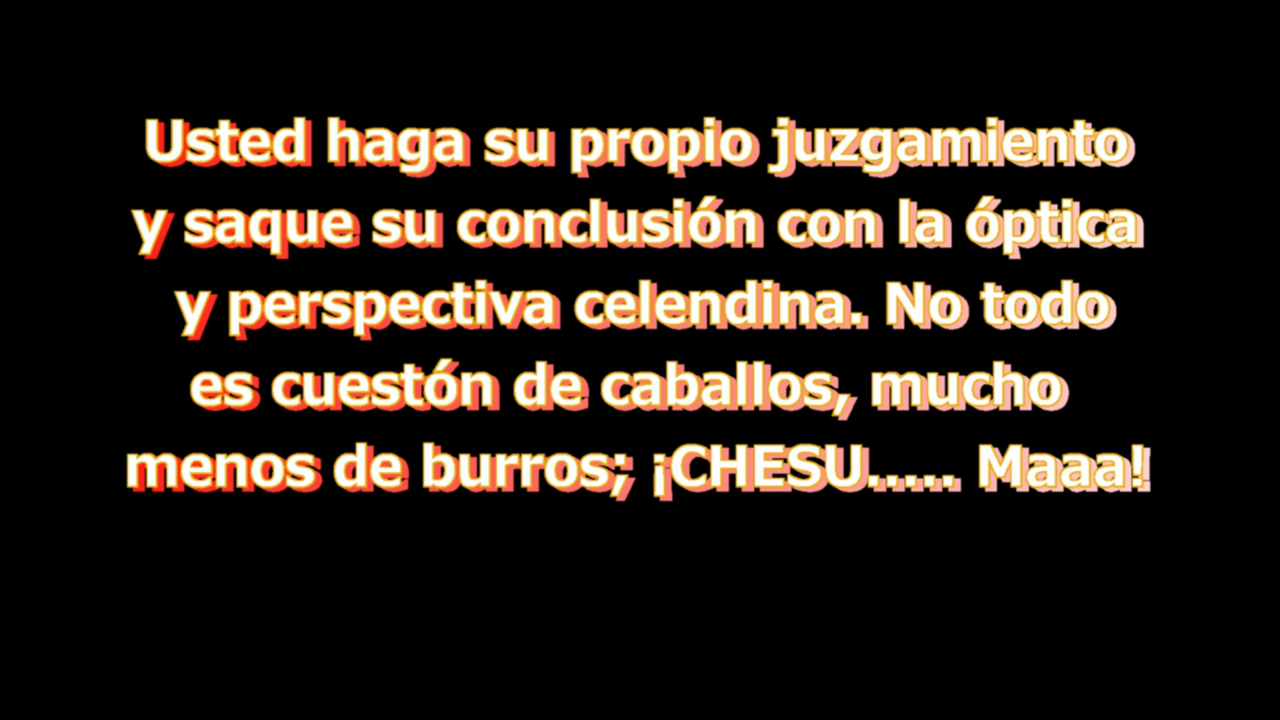 Usted haga su propio juzgamiento
y saque su conclusión con la óptica
y perspectiva celendina. No todo
es cuestón de caballos, mucho
menos de burros; ¡CHESU..... Maaa!